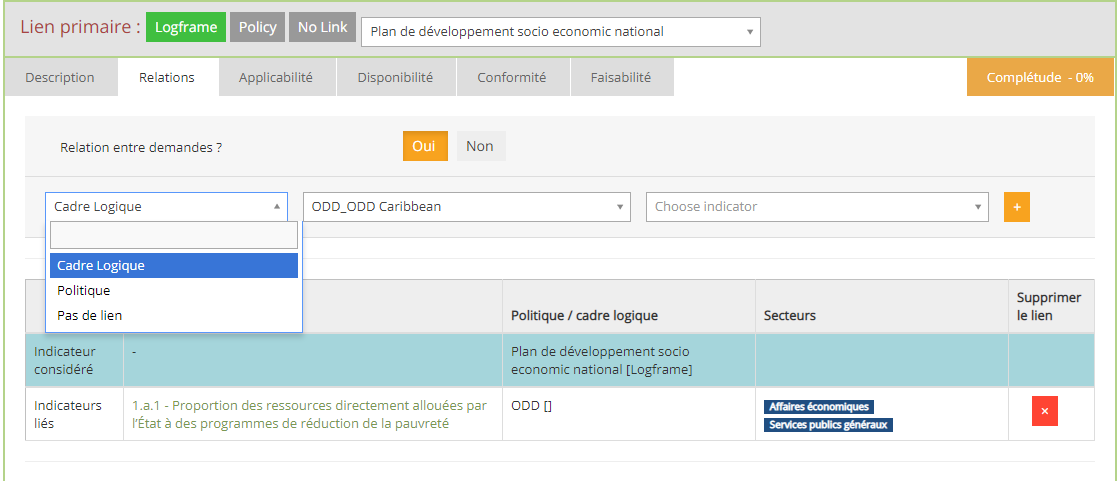 Lien primaire : Logframe Policy No Link Plan de développement socio economic national
Description Relations Applicabilité Disponibilité Conformité Faisabilité Complétude - 0%
Relation entre demandes ? Oui Non
Cadre Logique ODD_ODD Caribbean Choose indicator +
Cadre Logique
Politique
Pas de lien
Politique / cadre logique Secteurs Supprimer
le lien
Indicateur
considéré
-
Plan de développement socio
economic national [Logframe]
Indicateurs
liés
1.a.1 - Proportion des ressources directement allouées par
l’État à des programmes de réduction de la pauvreté
ODD []
Affaires économiques
Services publics généraux
×